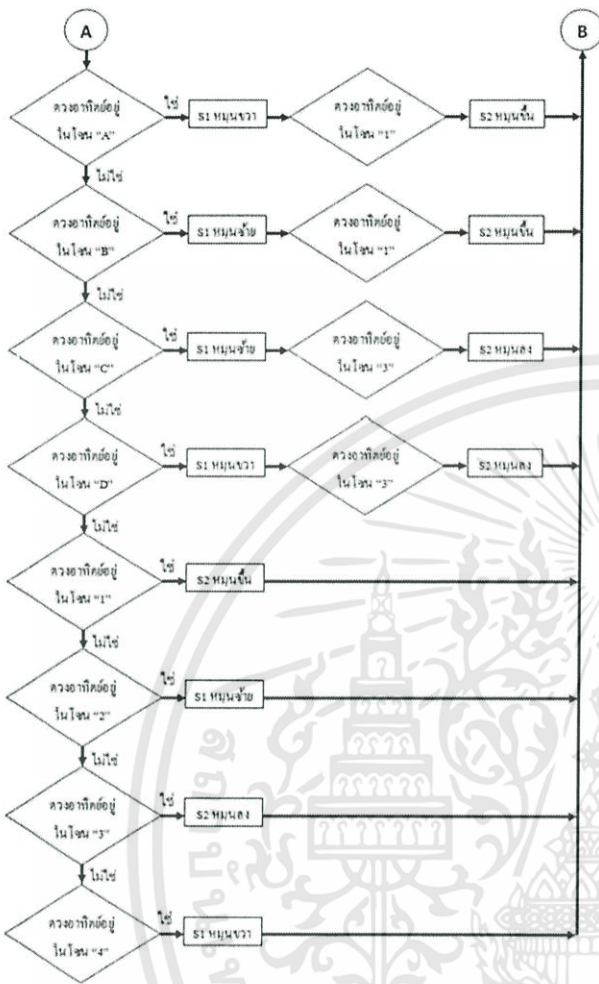 A
B
ดวงอาทิตย์อยู่
ในโซน "A"
ใช่
S1 หมุนขวา
ดวงอาทิตย์อยู่
ในโซน "1"
S2 หมุนขึ้น
ไม่ใช่
ดวงอาทิตย์อยู่
ในโซน "B"
ใช่
S1 หมุนซ้าย
ดวงอาทิตย์อยู่
ในโซน "1"
S2 หมุนขึ้น
ไม่ใช่
ดวงอาทิตย์อยู่
ในโซน "C"
ใช่
S1 หมุนซ้าย
ดวงอาทิตย์อยู่
ในโซน "3"
S2 หมุนลง
ไม่ใช่
ดวงอาทิตย์อยู่
ในโซน "D"
ใช่
S1 หมุนขวา
ดวงอาทิตย์อยู่
ในโซน "3"
S2 หมุนลง
ไม่ใช่
ดวงอาทิตย์อยู่
ในโซน "1"
ใช่
S2 หมุนขึ้น
ไม่ใช่
ดวงอาทิตย์อยู่
ในโซน "2"
ใช่
S1 หมุนซ้าย
ไม่ใช่
ดวงอาทิตย์อยู่
ในโซน "3"
ใช่
S2 หมุนลง
ไม่ใช่
ดวงอาทิตย์อยู่
ในโซน "4"
ใช่
S1 หมุนขวา